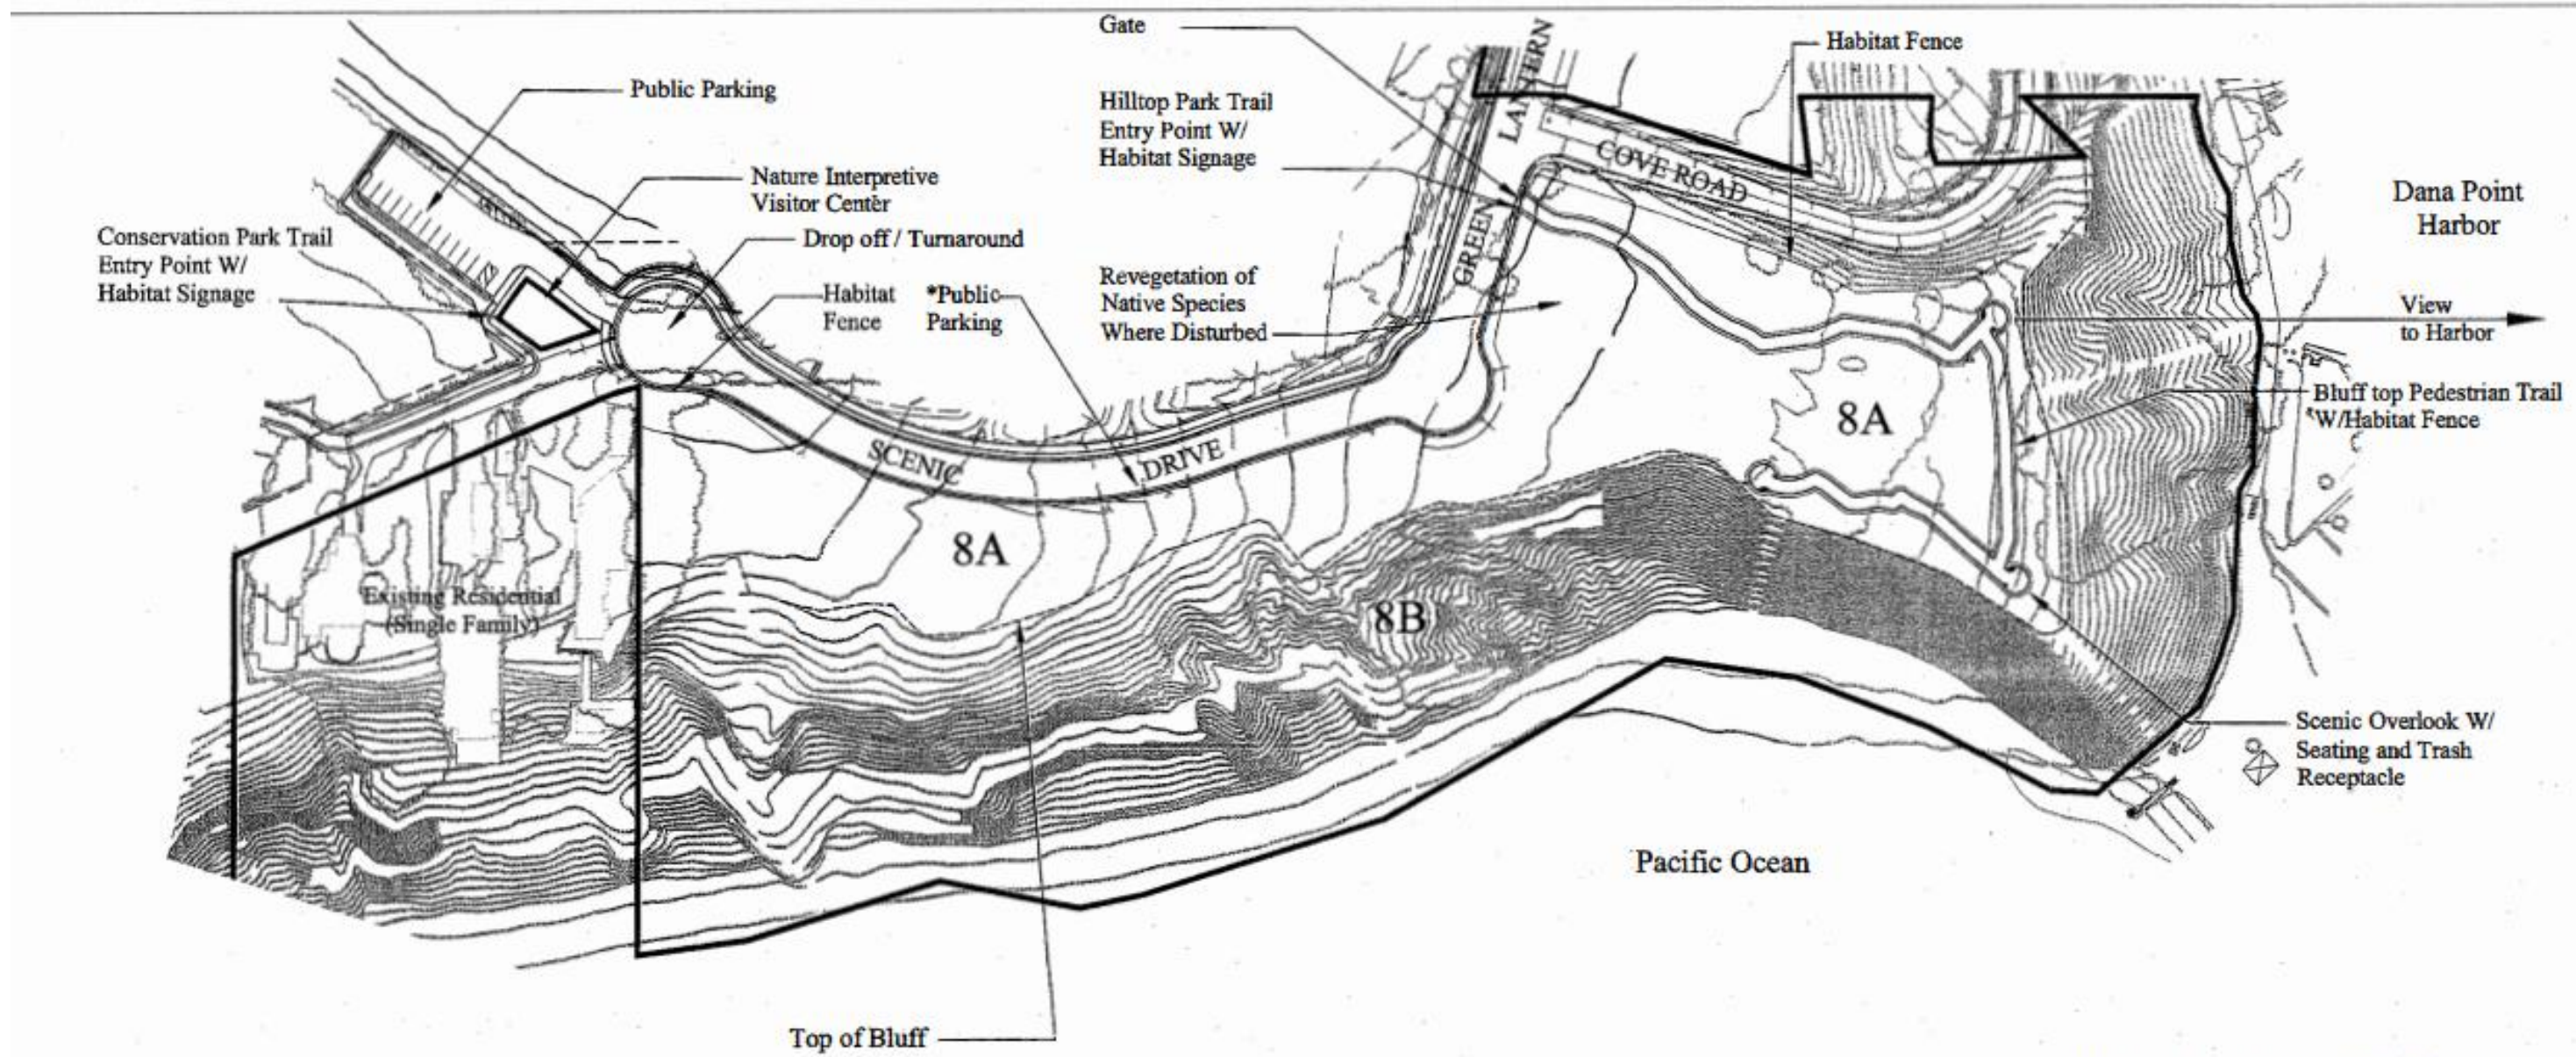 Gate
Habitat Fence
Public Parking
Hilltop Park Trail
Entry Point W/
Habitat Signage
LANTERN
GREEN
COVE ROAD
Nature Interpretive
Visitor Center
Dana Point
Harbor
Conservation Park Trail
Entry Point W/
Habitat Signage
Drop off / Turnaround
Habitat
Fence
*Public
Parking
Revegetation of
Native Species
Where Disturbed
View
to Harbor
Bluff top Pedestrian Trail
W/Habitat Fence
8A
SCENIC DRIVE
8A
Existing Residential
(Single Family)
8B
Scenic Overlook W/
Seating and Trash
Receptacle
Pacific Ocean
Top of Bluff